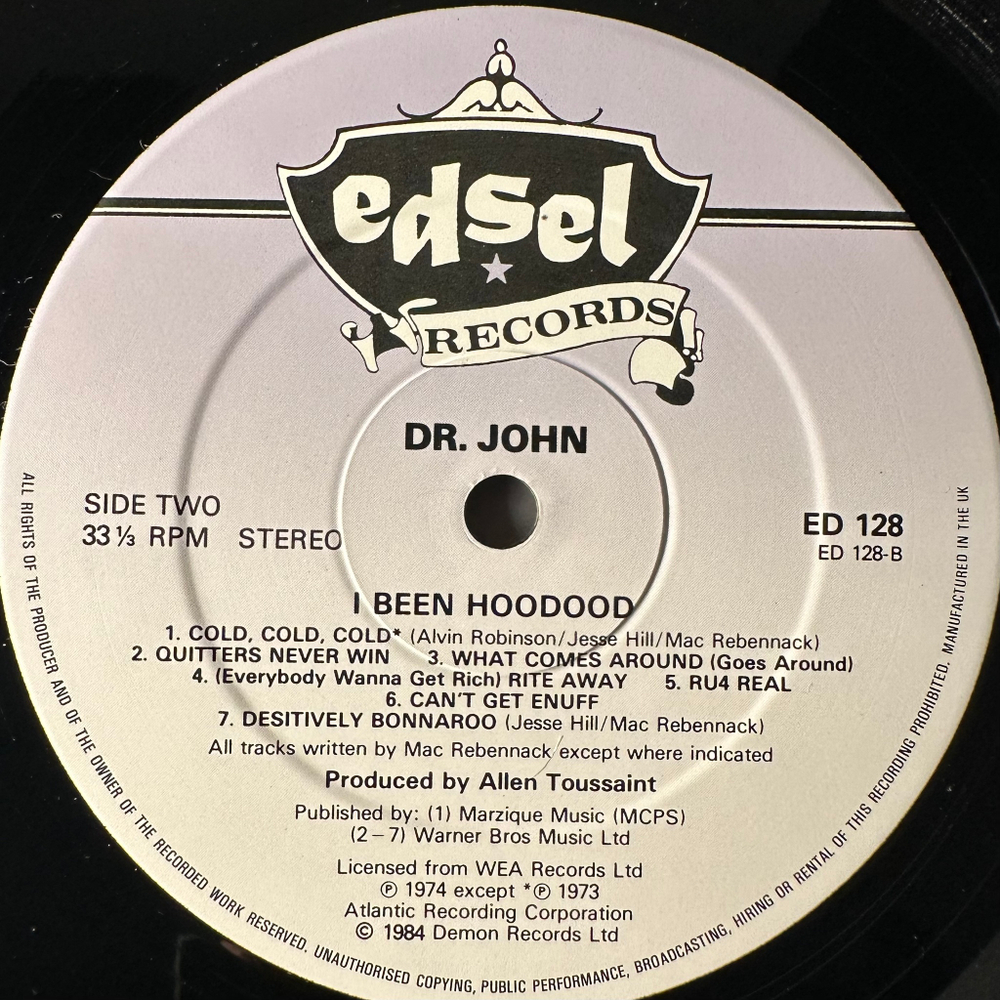 edsel
RECORDS
DR. JOHN
SIDE TWO
33 ⅓ RPM STEREO
ED 128
ED 128-B
I BEEN HOODOOD
1. COLD, COLD, COLD* (Alvin Robinson/Jesse Hill/Mac Rebennack)
2. QUITTERS NEVER WIN 3. WHAT COMES AROUND (Goes Around)
4. (Everybody Wanna Get Rich) RITE AWAY 5. RU4 REAL
6. CAN'T GET ENUFF
7. DESITIVELY BONNAROO (Jesse Hill/Mac Rebennack)
All tracks written by Mac Rebennack except where indicated
Produced by Allen Toussaint
Published by: (1) Marzique Music (MCPS)
(2–7) Warner Bros Music Ltd
Licensed from WEA Records Ltd
℗ 1974 except *℗ 1973
Atlantic Recording Corporation
© 1984 Demon Records Ltd
ALL RIGHTS OF THE PRODUCER AND OF THE OWNER OF THE RECORDED WORK RESERVED. UNAUTHORISED COPYING, PUBLIC PERFORMANCE, BROADCASTING, HIRING OR RENTAL OF THIS RECORDING PROHIBITED. MANUFACTURED IN THE UK